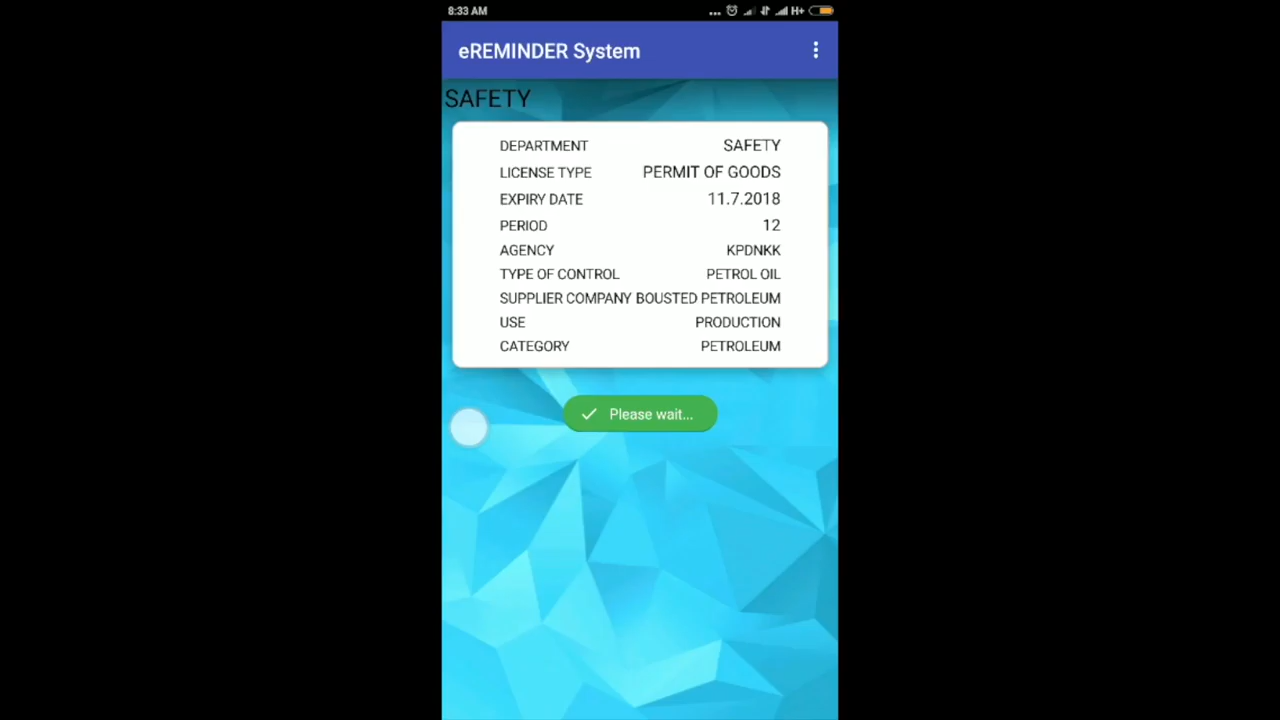 8:33 AM ... H+
eREMINDER System
SAFETY
DEPARTMENT SAFETY
LICENSE TYPE PERMIT OF GOODS
EXPIRY DATE 11.7.2018
PERIOD 12
AGENCY KPDNKK
TYPE OF CONTROL PETROL OIL
SUPPLIER COMPANY BOUSTED PETROLEUM
USE PRODUCTION
CATEGORY PETROLEUM
Please wait...